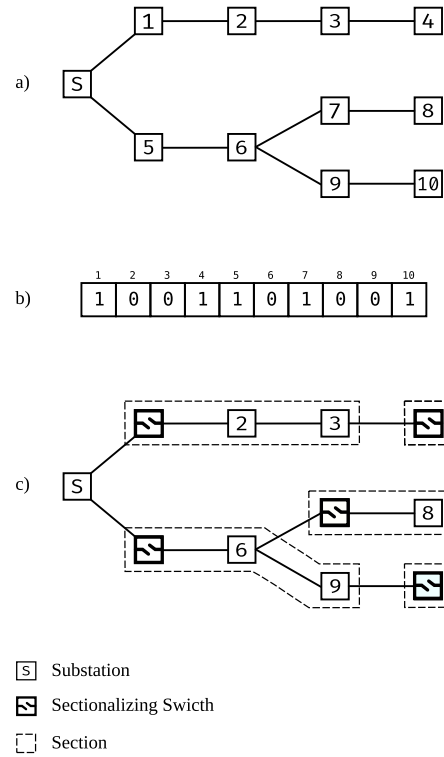 1 2 3 4
a) S
7 8
5 6
9 10
1 2 3 4 5 6 7 8 9 10
b) 1 0 0 1 1 0 1 0 0 1
2 3
c) S
8
6
9
S Substation
Sectionalizing Swicth
Section